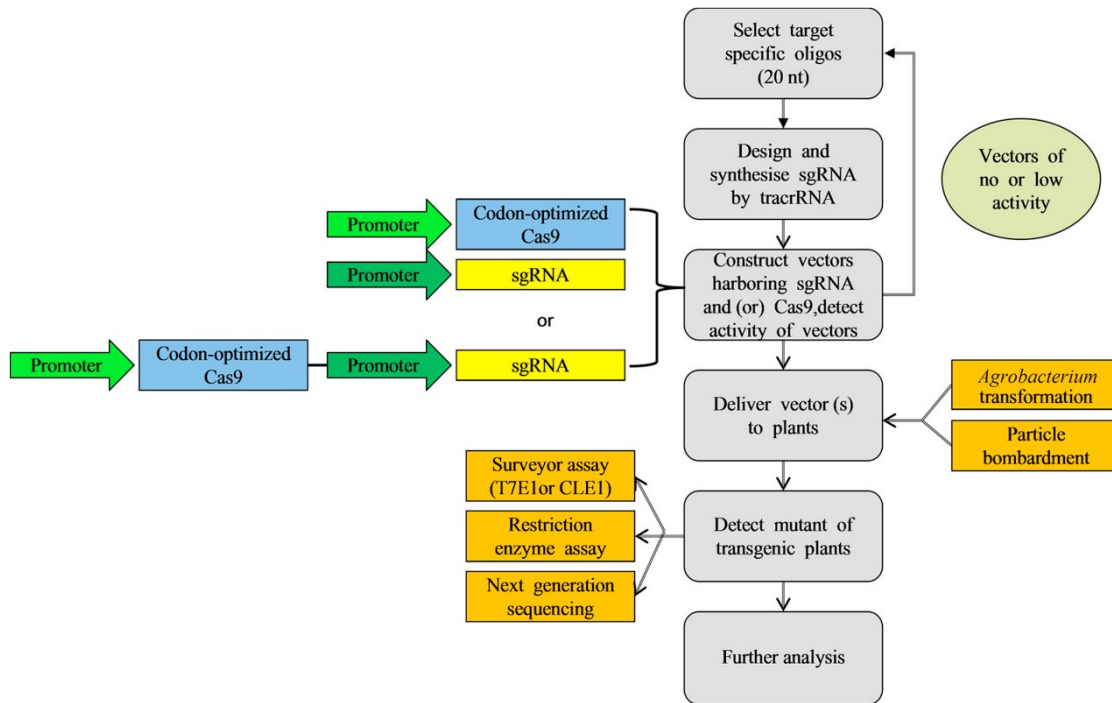 Select target
specific oligos
(20 nt)
Design and
synthesise sgRNA
by tracrRNA
Vectors of
no or low
activity
Promoter
Codon-optimized
Cas9
Promoter
sgRNA
or
Promoter
Codon-optimized
Cas9
Promoter
sgRNA
Construct vectors
harboring sgRNA
and (or) Cas9,detect
activity of vectors
Deliver vector (s)
to plants
Agrobacterium
transformation
Particle
bombardment
Surveyor assay
(T7E1or CLE1)
Restriction
enzyme assay
Next generation
sequencing
Detect mutant of
transgenic plants
Further analysis